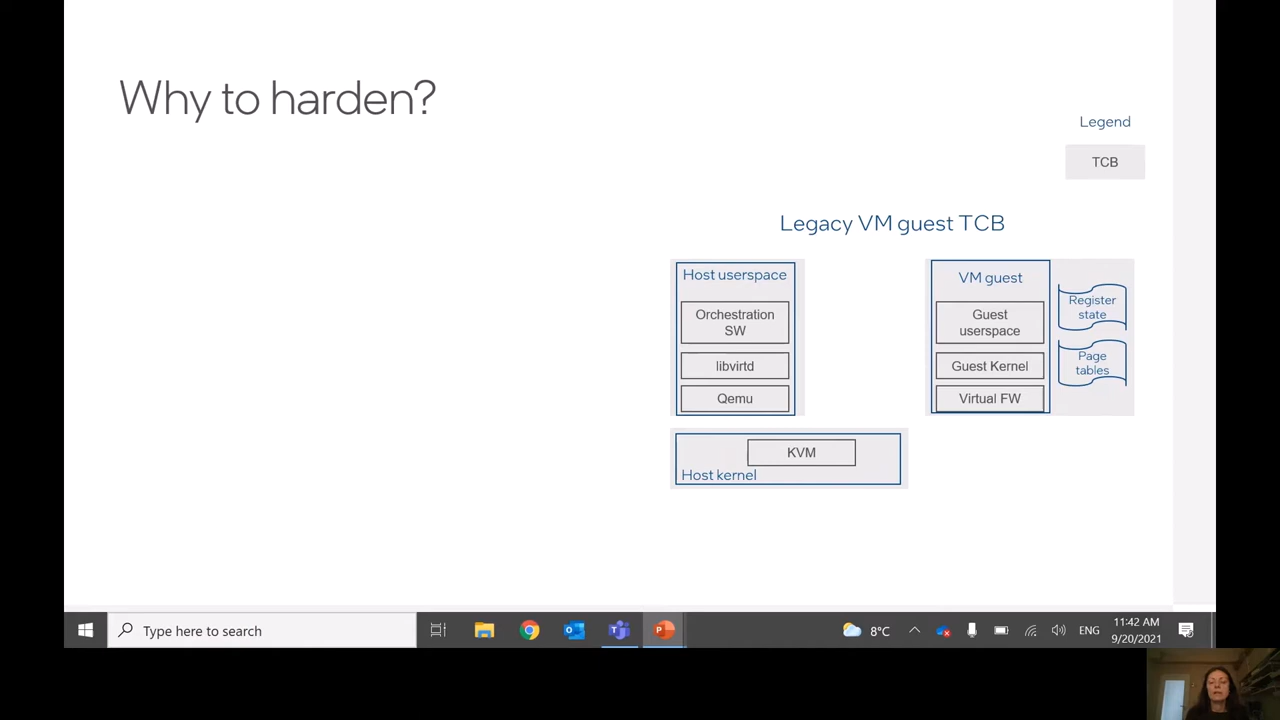 Why to harden?
Legend
TCB
Legacy VM guest TCB
Host userspace
Orchestration
SW
libvirtd
Qemu
VM guest
Guest
userspace
Guest Kernel
Virtual FW
Register
state
Page
tables
KVM
Host kernel
Type here to search
8°C
ENG
11:42 AM
9/20/2021